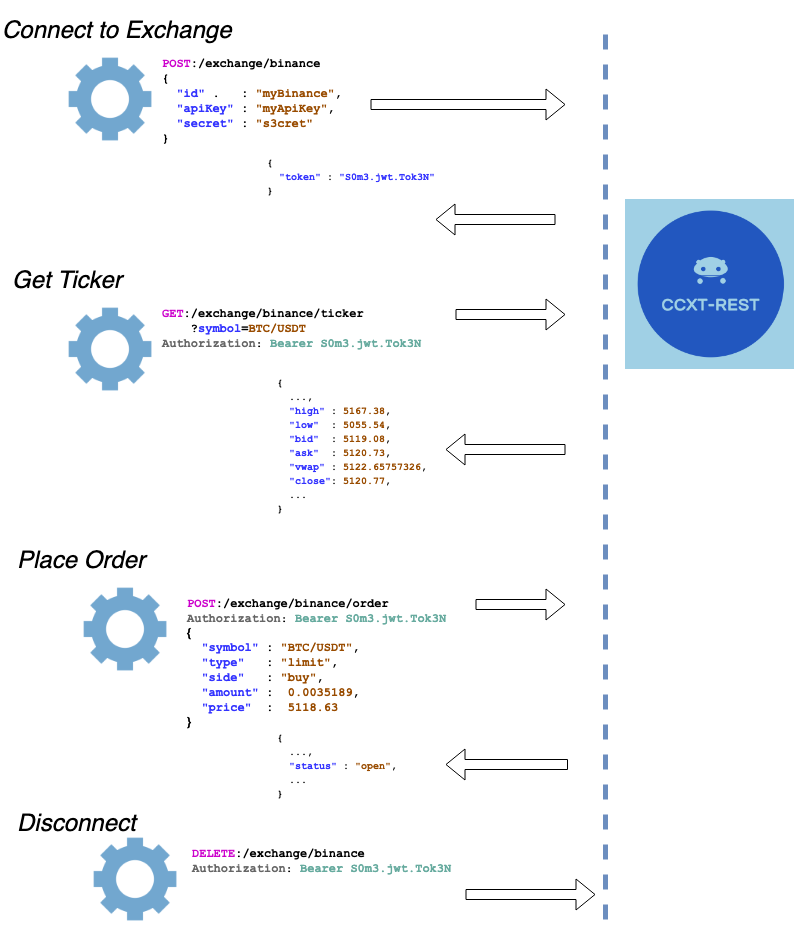 Connect to Exchange
POST:/exchange/binance
{
"id" .   : "myBinance",
"apiKey" : "myApiKey",
"secret" : "s3cret"
}
{
"token" : "S0m3.jwt.Tok3N"
}
CCXT-REST
Get Ticker
GET:/exchange/binance/ticker
?symbol=BTC/USDT
Authorization: Bearer S0m3.jwt.Tok3N
{
...,
"high" : 5167.38,
"low"  : 5055.54,
"bid"  : 5119.08,
"ask"  : 5120.73,
"vwap" : 5122.65757326,
"close": 5120.77,
...
}
Place Order
POST:/exchange/binance/order
Authorization: Bearer S0m3.jwt.Tok3N
{
"symbol" : "BTC/USDT",
"type"   : "limit",
"side"   : "buy",
"amount" :  0.0035189,
"price"  :  5118.63
}
{
...,
"status" : "open",
...
}
Disconnect
DELETE:/exchange/binance
Authorization: Bearer S0m3.jwt.Tok3N